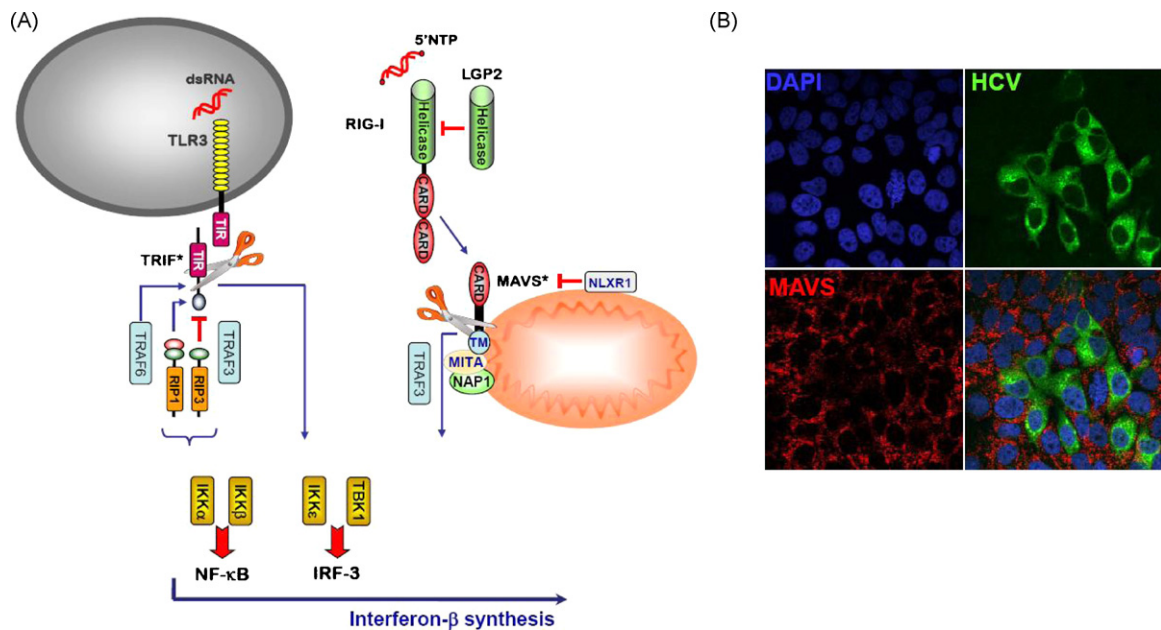 (A)
5'NTP
dsRNA
LGP2
TLR3
RIG-I
Helicase
Helicase
CARD
CARD
TIR
TRIF*
TIR
CARD
MAVS*
NLXR1
TM
MITA
NAP1
TRAF6
TRAF3
RIP1
RIP3
TRAF3
IKKα
IKKβ
IKKε
TBK1
NF-κB
IRF-3
Interferon-β synthesis
(B)
DAPI
HCV
MAVS